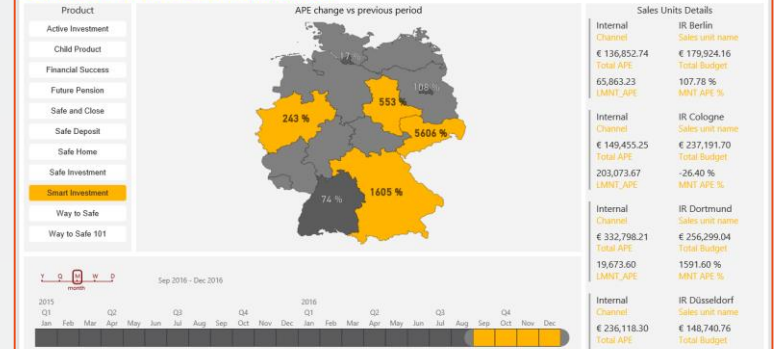 Product
Active Investment
Child Product
Financial Success
Future Pension
Safe and Close
Safe Deposit
Safe Home
Safe Investment
Smart Investment
Way to Safe
Way to Safe 101
APE change vs previous period
17 %
108 %
553 %
243 %
5606 %
74 %
1605 %
Y Q M W D
month
Sep 2016 - Dec 2016
2015 2016
Q1 Q2 Q3 Q4 Q1 Q2 Q3 Q4
Jan Feb Mar Apr May Jun Jul Aug Sep Oct Nov Dec Jan Feb Mar Apr May Jun Jul Aug Sep Oct Nov Dec
Sales Units Details
Internal IR Berlin
Channel Sales unit name
€ 136,852.74 € 179,924.16
Total APE Total Budget
65,863.23 107.78 %
LMNT_APE MNT APE %
Internal IR Cologne
Channel Sales unit name
€ 149,455.25 € 237,191.70
Total APE Total Budget
203,073.67 -26.40 %
LMNT_APE MNT APE %
Internal IR Dortmund
Channel Sales unit name
€ 332,798.21 € 256,299.04
Total APE Total Budget
19,673.60 1591.60 %
LMNT_APE MNT APE %
Internal IR Düsseldorf
Channel Sales unit name
€ 236,118.30 € 148,740.76
Total APE Total Budget